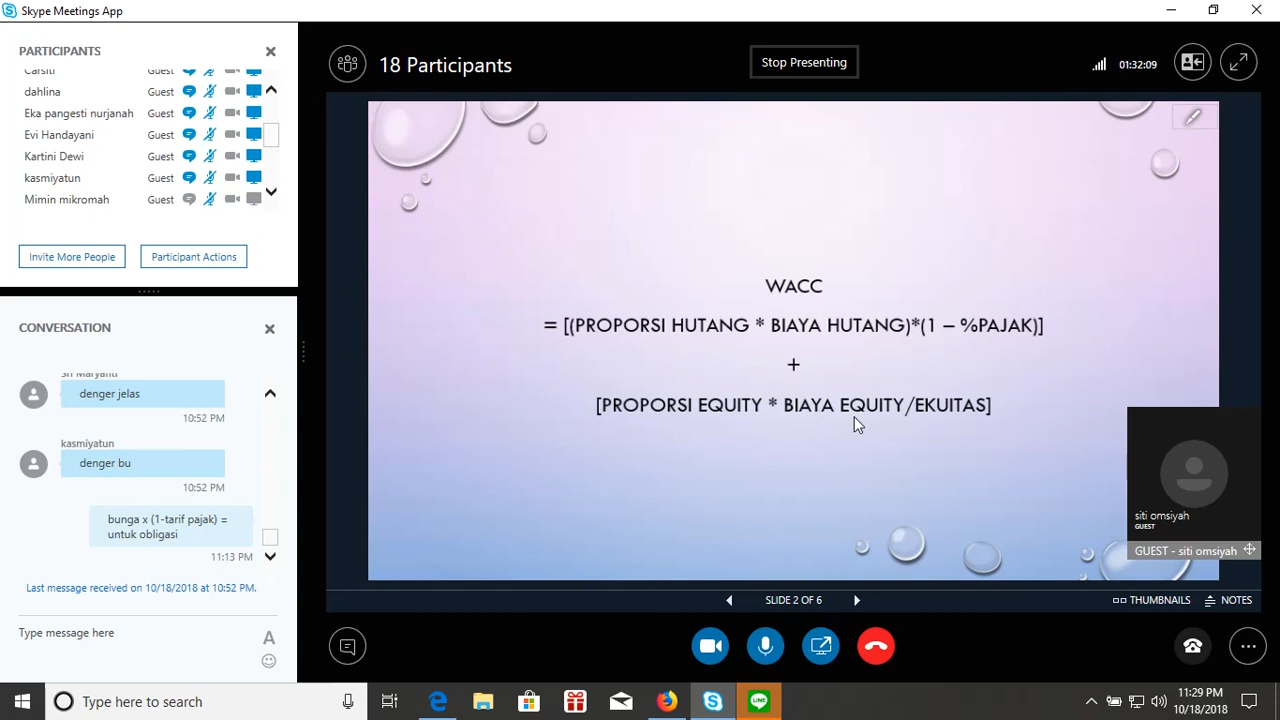 Skype Meetings App
PARTICIPANTS
Carsiti Guest
dahlina Guest
Eka pangesti nurjanah Guest
Evi Handayani Guest
Kartini Dewi Guest
kasmiyatun Guest
Mimin mikromah Guest
Invite More People
Participant Actions
CONVERSATION
Sri Maryanti
denger jelas
10:52 PM
kasmiyatun
denger bu
10:52 PM
bunga x (1-tarif pajak) =
untuk obligasi
11:13 PM
Last message received on 10/18/2018 at 10:52 PM.
Type message here
A
18 Participants
Stop Presenting
01:32:09
WACC
= [(PROPORSI HUTANG * BIAYA HUTANG)*(1 – %PAJAK)]
+
[PROPORSI EQUITY * BIAYA EQUITY/EKUITAS]
siti omsiyah
GUEST
GUEST - siti omsiyah
SLIDE 2 OF 6
THUMBNAILS
NOTES
Type here to search
11:29 PM
10/18/2018